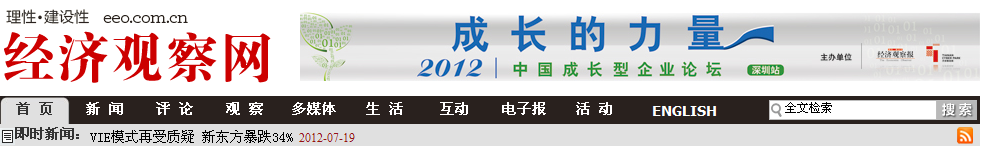 理性·建设性 eeo.com.cn
经济观察网
成长的力量
2012 中国成长型企业论坛 深圳站
主办单位 经济观察报
首页 新闻 评论 观察 多媒体 生活 互动 电子报 活动 ENGLISH 全文检索 搜索
即时新闻： VIE模式再受质疑 新东方暴跌34% 2012-07-19